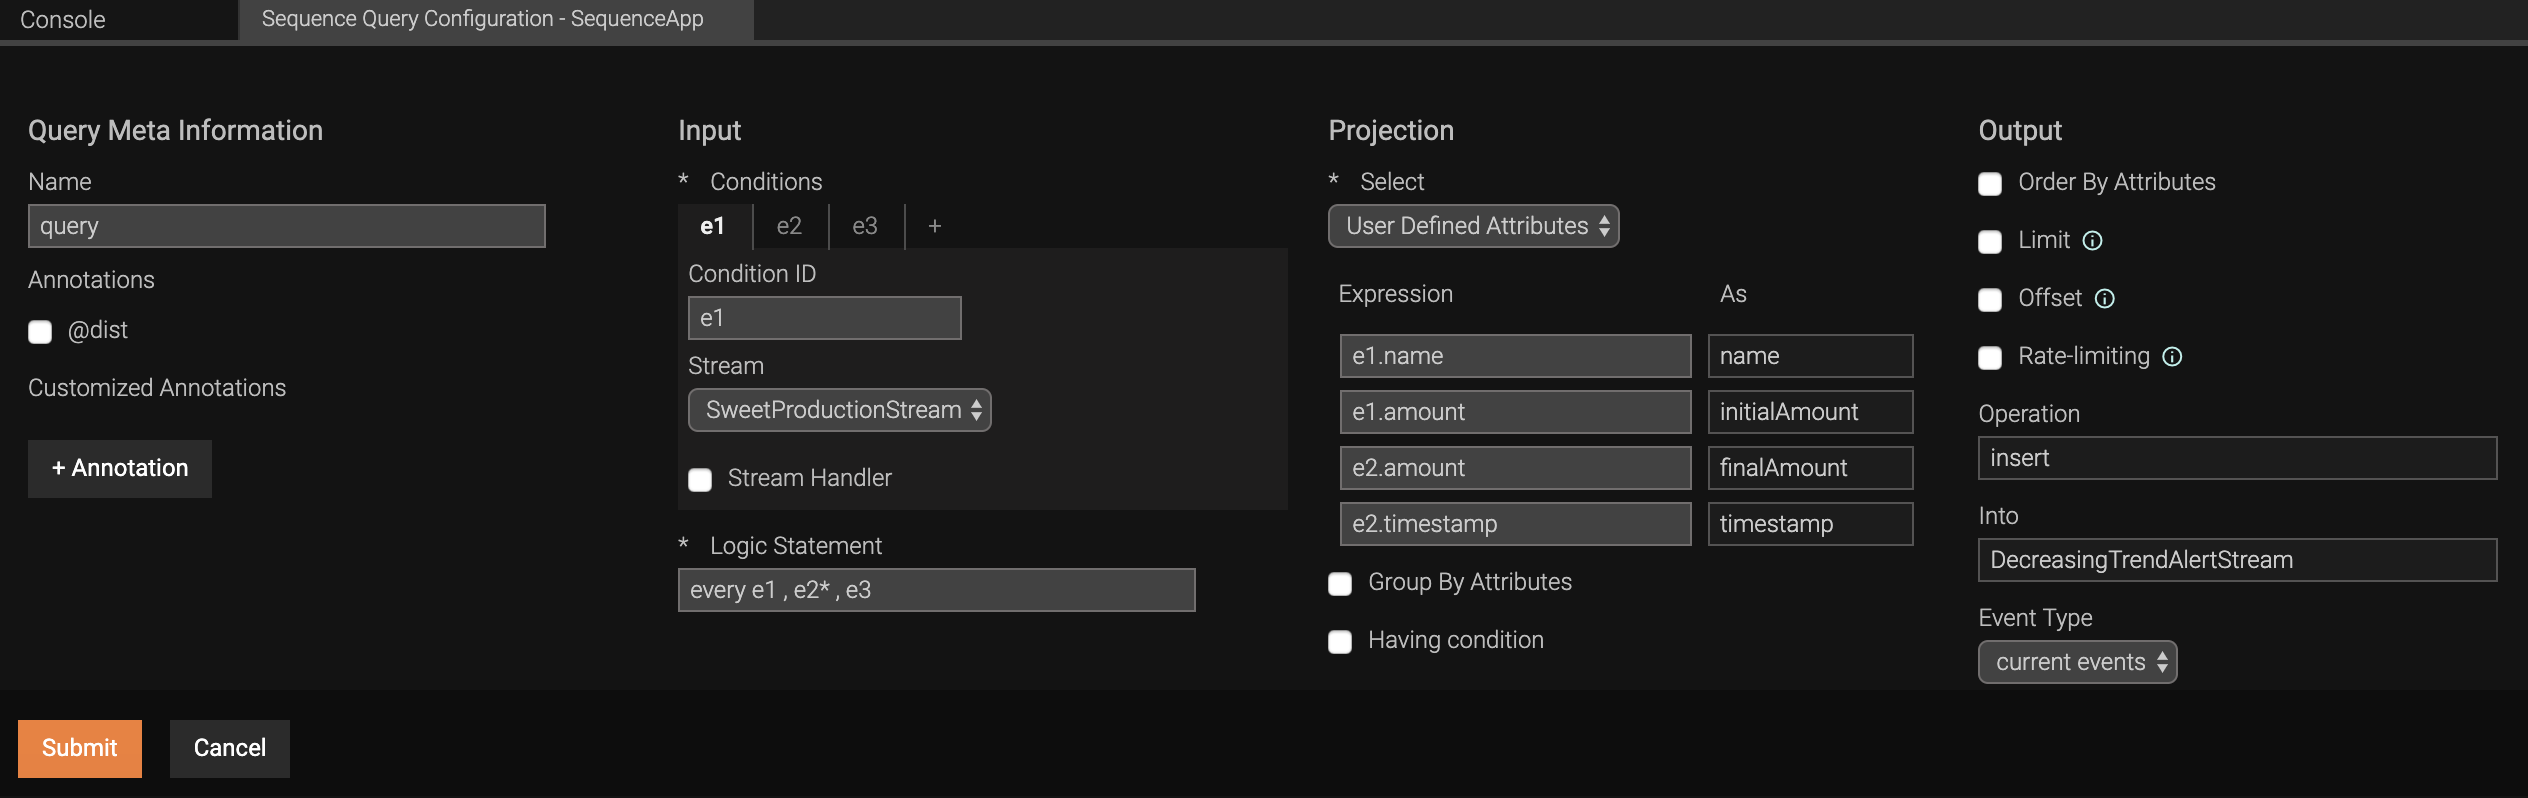 Console
Sequence Query Configuration - SequenceApp
Query Meta Information
Name
query
Annotations
@dist
Customized Annotations
+ Annotation
Input
* Conditions
e1 e2 e3 +
Condition ID
e1
Stream
SweetProductionStream
Stream Handler
* Logic Statement
every e1 , e2* , e3
Projection
* Select
User Defined Attributes
Expression As
e1.name name
e1.amount initialAmount
e2.amount finalAmount
e2.timestamp timestamp
Group By Attributes
Having condition
Output
Order By Attributes
Limit
Offset
Rate-limiting
Operation
insert
Into
DecreasingTrendAlertStream
Event Type
current events
Submit
Cancel